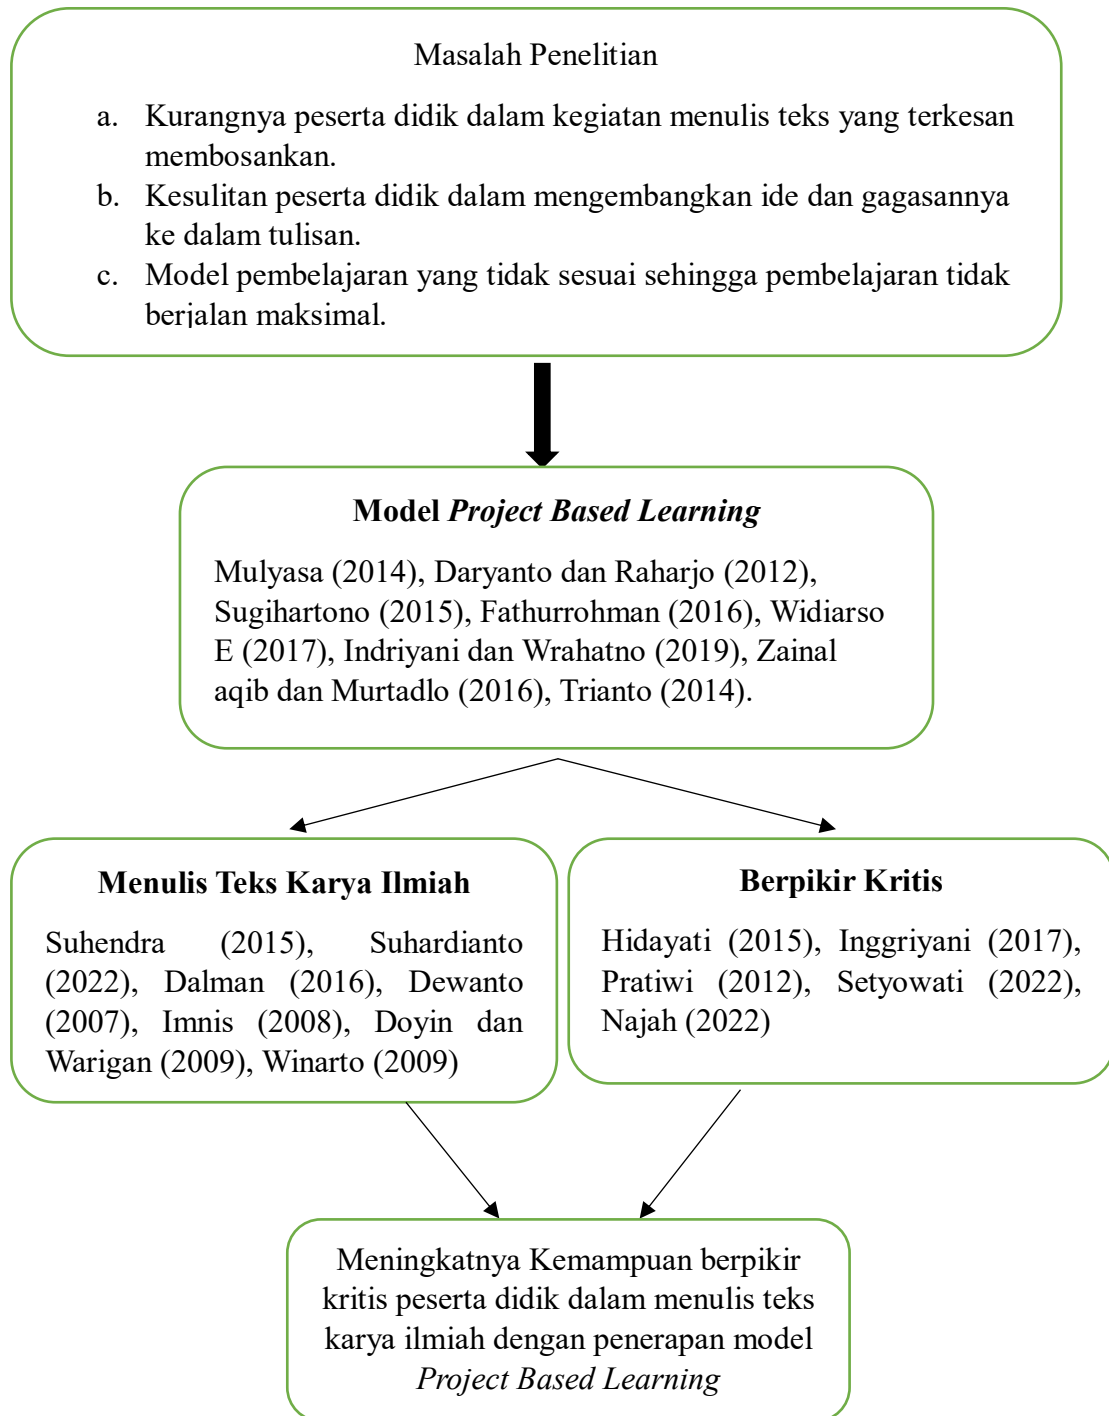 Masalah Penelitian
a. Kurangnya peserta didik dalam kegiatan menulis teks yang terkesan
membosankan.
b. Kesulitan peserta didik dalam mengembangkan ide dan gagasannya
ke dalam tulisan.
c. Model pembelajaran yang tidak sesuai sehingga pembelajaran tidak
berjalan maksimal.
Model Project Based Learning
Mulyasa (2014), Daryanto dan Raharjo (2012),
Sugihartono (2015), Fathurrohman (2016), Widiarso
E (2017), Indriyani dan Wrahatno (2019), Zainal
aqib dan Murtadlo (2016), Trianto (2014).
Menulis Teks Karya Ilmiah
Suhendra (2015), Suhardianto
(2022), Dalman (2016), Dewanto
(2007), Imnis (2008), Doyin dan
Warigan (2009), Winarto (2009)
Berpikir Kritis
Hidayati (2015), Inggriyani (2017),
Pratiwi (2012), Setyowati (2022),
Najah (2022)
Meningkatnya Kemampuan berpikir
kritis peserta didik dalam menulis teks
karya ilmiah dengan penerapan model
Project Based Learning